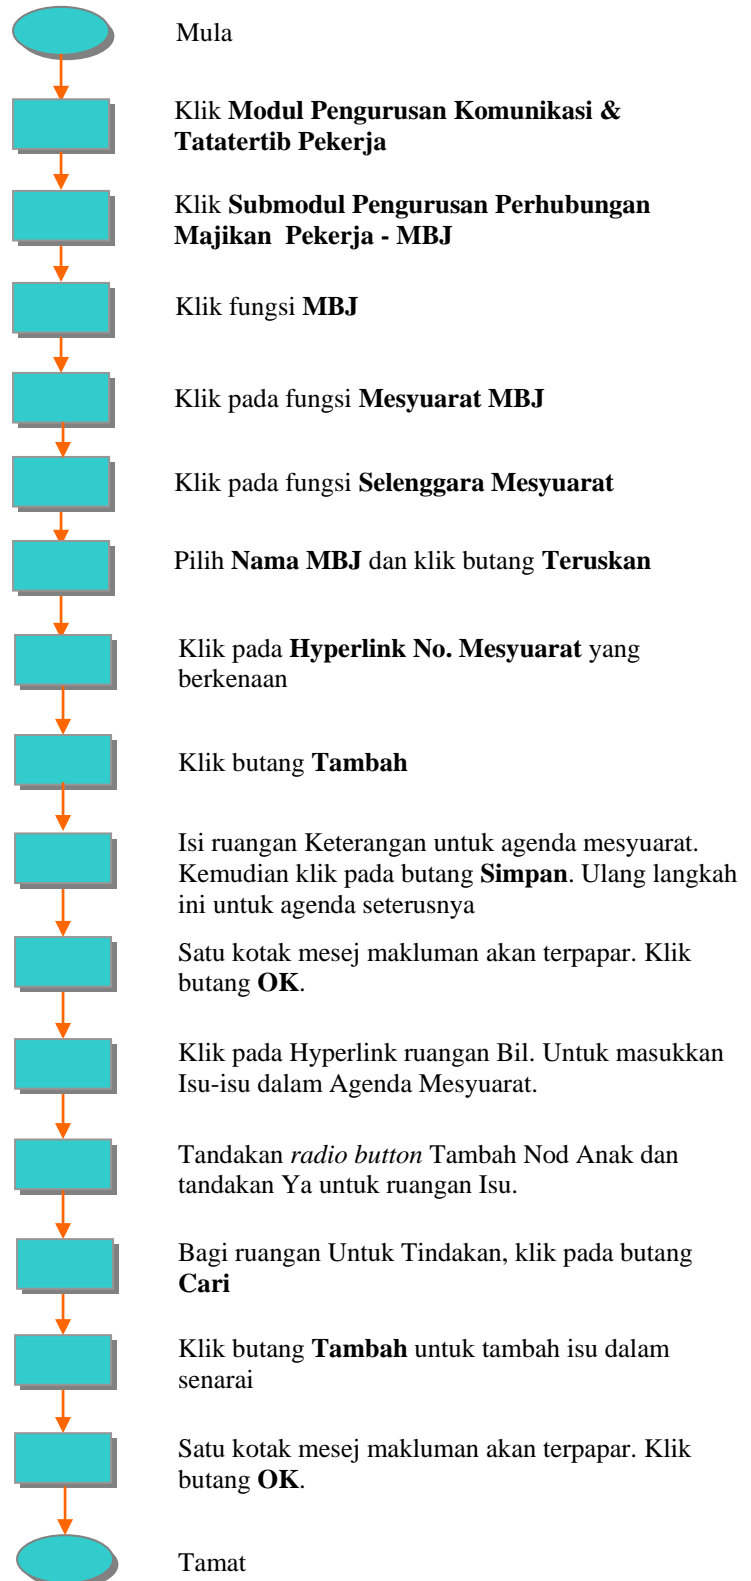 Mula
Klik Modul Pengurusan Komunikasi &
Tatatertib Pekerja
Klik Submodul Pengurusan Perhubungan
Majikan  Pekerja - MBJ
Klik fungsi MBJ
Klik pada fungsi Mesyuarat MBJ
Klik pada fungsi Selenggara Mesyuarat
Pilih Nama MBJ dan klik butang Teruskan
Klik pada Hyperlink No. Mesyuarat yang
berkenaan
Klik butang Tambah
Isi ruangan Keterangan untuk agenda mesyuarat.
Kemudian klik pada butang Simpan. Ulang langkah
ini untuk agenda seterusnya
Satu kotak mesej makluman akan terpapar. Klik
butang OK.
Klik pada Hyperlink ruangan Bil. Untuk masukkan
Isu-isu dalam Agenda Mesyuarat.
Tandakan radio button Tambah Nod Anak dan
tandakan Ya untuk ruangan Isu.
Bagi ruangan Untuk Tindakan, klik pada butang
Cari
Klik butang Tambah untuk tambah isu dalam
senarai
Satu kotak mesej makluman akan terpapar. Klik
butang OK.
Tamat